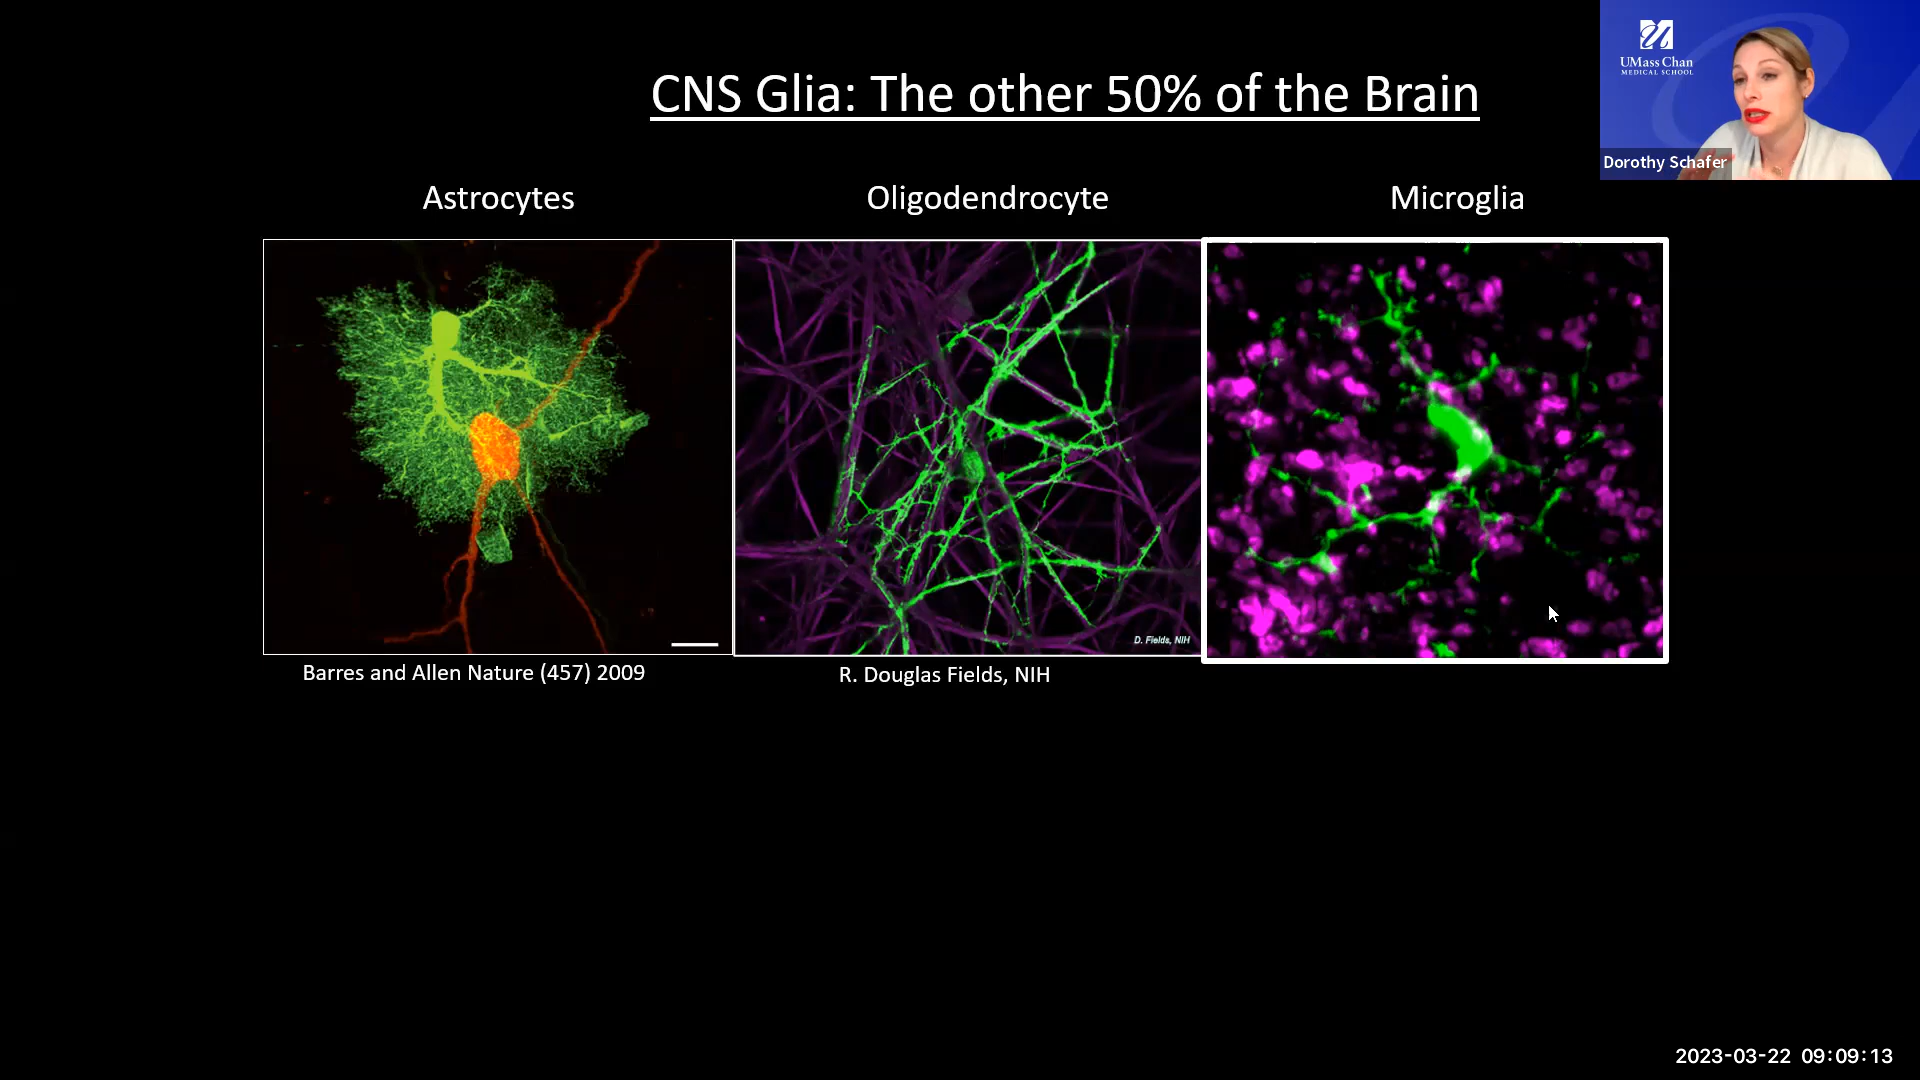 CNS Glia: The other 50% of the Brain
UMass Chan
MEDICAL SCHOOL
Dorothy Schafer
Astrocytes
Oligodendrocyte
Microglia
D. Fields, NIH
Barres and Allen Nature (457) 2009
R. Douglas Fields, NIH
2023-03-22 09:09:13